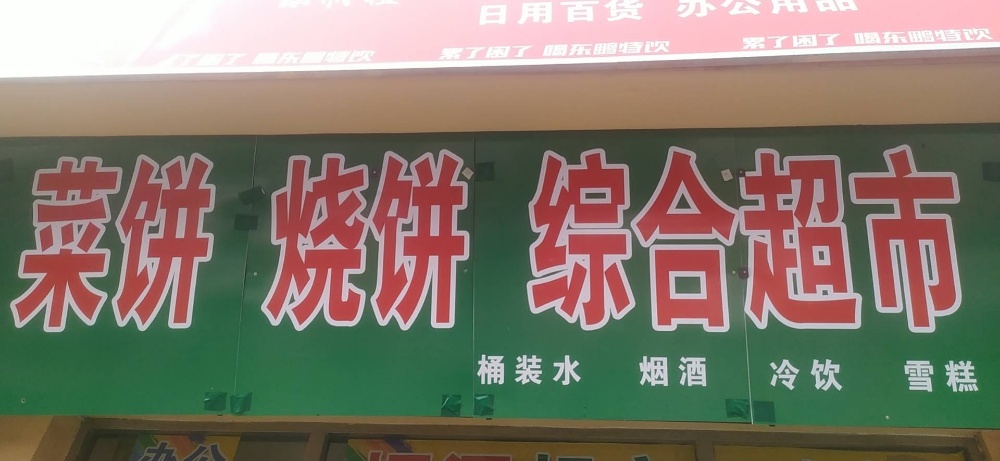 日用百货 办公用品
累了困了 喝东鹏特饮 累了困了 喝东鹏特饮
菜饼 烧饼 综合超市
桶装水 烟酒 冷饮 雪糕
办公